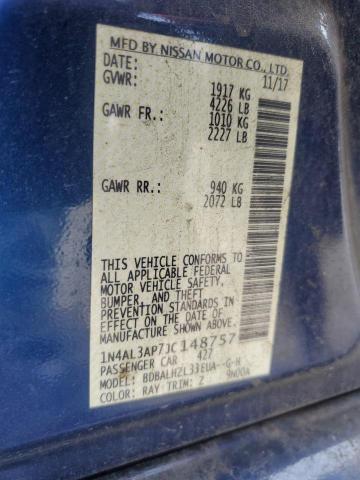 MFD BY NISSAN MOTOR CO., LTD.
DATE: 11/17
GVWR: 1917 KG
4226 LB
GAWR FR.: 1010 KG
2227 LB
GAWR RR.: 940 KG
2072 LB
THIS VEHICLE CONFORMS TO
ALL APPLICABLE FEDERAL
MOTOR VEHICLE SAFETY,
BUMPER, AND THEFT
PREVENTION STANDARDS IN
EFFECT ON THE DATE OF
MANUFACTURE SHOWN ABOVE.
1N4AL3AP7JC148757
PASSENGER CAR 427
MODEL: BDBALHZL33EUA--G-H
COLOR: RAY TRIM: Z 9N00A